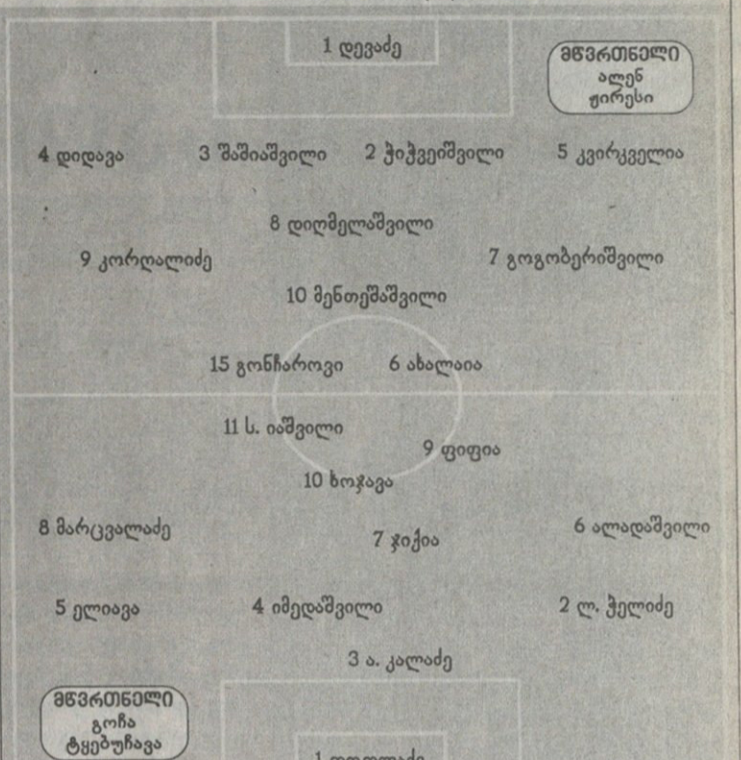 1 დევაძე
მწვრთნელი
ალენ
ჟირესი
4 დიდავა 3 შაშიაშვილი 2 ჭიჭვეიშვილი 5 კვირკველია
8 დიღმელაშვილი
9 კორღალიძე 7 გოგობერიშვილი
10 მენთეშაშვილი
15 გონჩაროვი 6 ახალაია
11 ს. იაშვილი
9 ფიფია
10 ხოჯავა
8 მარცვალაძე 7 ჯიქია 6 ალადაშვილი
5 ელიავა 4 იმედაშვილი 2 ლ. ჭელიძე
3 ა. კალაძე
მწვრთნელი
გოჩა
ტყებუჩავა
1